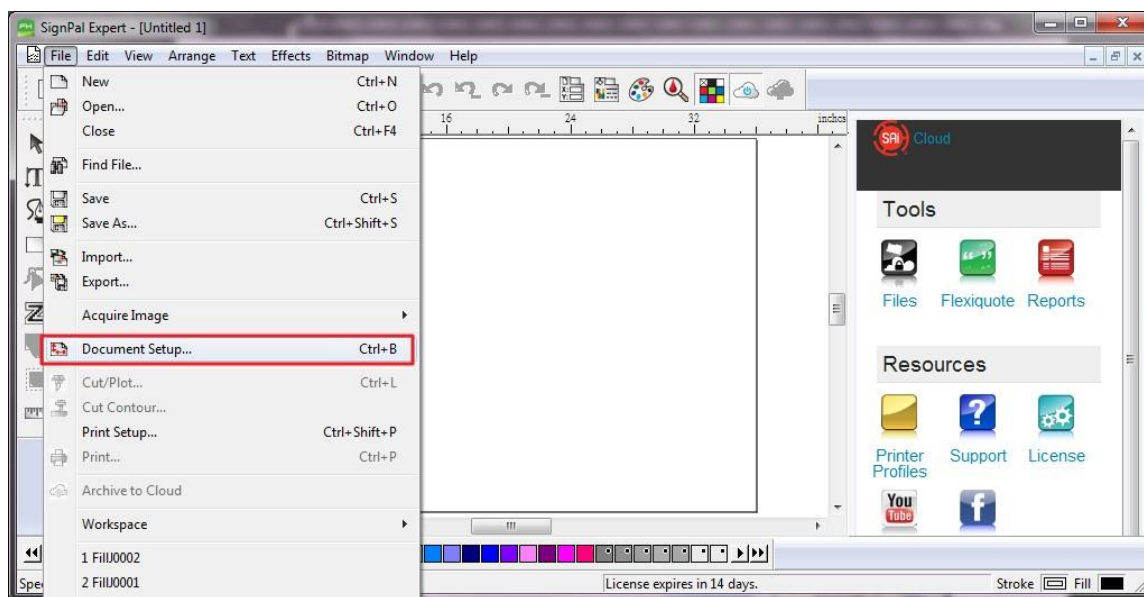 SignPal Expert - [Untitled 1]
File Edit View Arrange Text Effects Bitmap Window Help
New Ctrl+N
Open... Ctrl+O
Close Ctrl+F4
Find File...
Save Ctrl+S
Save As... Ctrl+Shift+S
Import...
Export...
Acquire Image
Document Setup... Ctrl+B
Cut/Plot... Ctrl+L
Cut Contour...
Print Setup... Ctrl+Shift+P
Print... Ctrl+P
Archive to Cloud
Workspace
1 FillJ0002
2 FillJ0001
16 24 32 inches
SAi Cloud
Tools
Files Flexiquote Reports
Resources
Printer Profiles
Support
License
You Tube
Spe
License expires in 14 days.
Stroke Fill